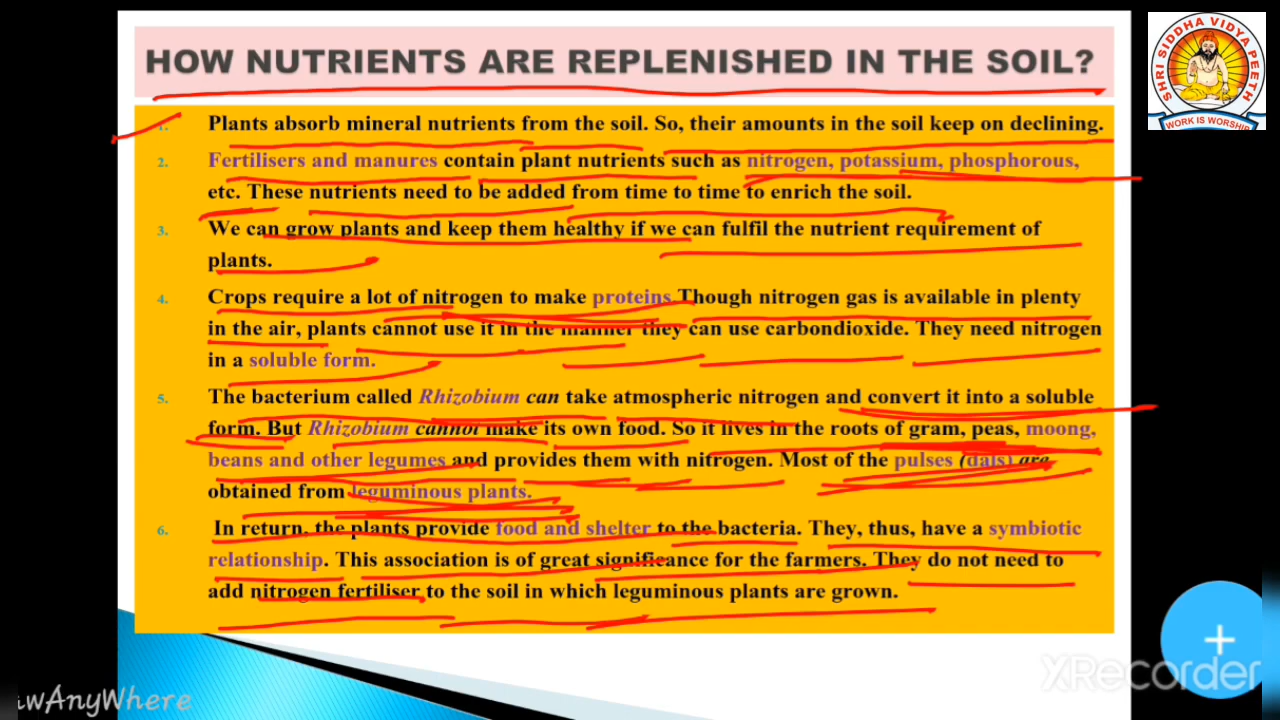 HOW NUTRIENTS ARE REPLENISHED IN THE SOIL?
SHRI SIDDHA VIDYA PEETH
WORK IS WORSHIP
1. Plants absorb mineral nutrients from the soil. So, their amounts in the soil keep on declining.
2. Fertilisers and manures contain plant nutrients such as nitrogen, potassium, phosphorous,
etc. These nutrients need to be added from time to time to enrich the soil.
3. We can grow plants and keep them healthy if we can fulfil the nutrient requirement of
plants.
4. Crops require a lot of nitrogen to make proteins. Though nitrogen gas is available in plenty
in the air, plants cannot use it in the manner they can use carbondioxide. They need nitrogen
in a soluble form.
5. The bacterium called Rhizobium can take atmospheric nitrogen and convert it into a soluble
form. But Rhizobium cannot make its own food. So it lives in the roots of gram, peas, moong,
beans and other legumes and provides them with nitrogen. Most of the pulses (dals) are
obtained from leguminous plants.
6. In return, the plants provide food and shelter to the bacteria. They, thus, have a symbiotic
relationship. This association is of great significance for the farmers. They do not need to
add nitrogen fertiliser to the soil in which leguminous plants are grown.
+
XRecorder
wAnyWhere